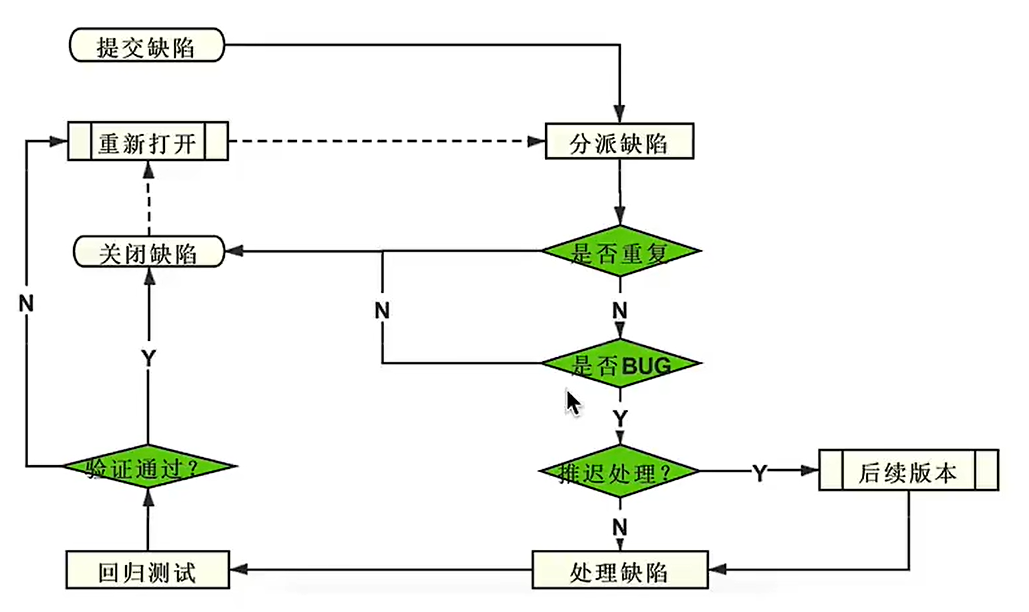 提交缺陷
重新打开
分派缺陷
关闭缺陷
是否重复
N
N
N
是否BUG
Y
Y
验证通过?
推迟处理?
Y
后续版本
N
回归测试
处理缺陷